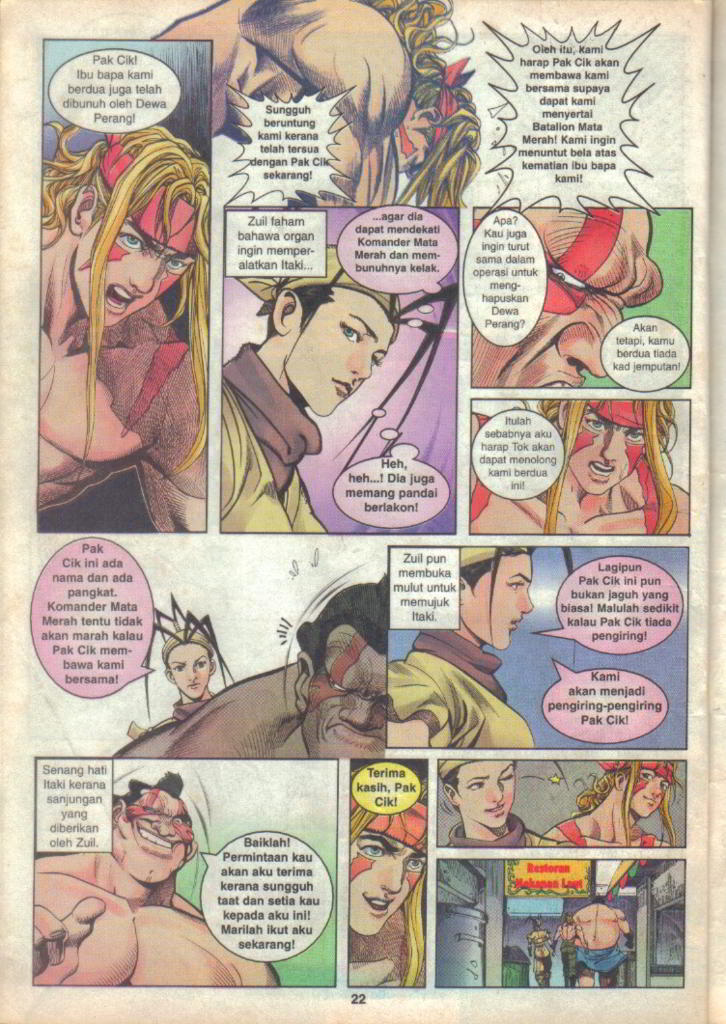 Pak Cik!
Ibu bapa kami
berdua juga telah
dibunuh oleh Dewa
Perang!
Sungguh
beruntung
kami kerana
telah tersua
dengan Pak Cik
sekarang!
Oleh itu, kami
harap Pak Cik akan
membawa kami
bersama supaya
dapat kami
menyertai
Batalion Mata
Merah! Kami ingin
menuntut bela atas
kematian ibu bapa
kami!
Zuil faham
bahawa organ
ingin memper-
alatkan Itaki...
...agar dia
dapat mendekati
Komander Mata
Merah dan mem-
bunuhnya kelak.
Heh,
heh...! Dia juga
memang pandai
berlakon!
Apa?
Kau juga
ingin turut
sama dalam
operasi untuk
meng-
hapuskan
Dewa
Perang?
Akan
tetapi, kamu
berdua tiada
kad jemputan!
Itulah
sebabnya aku
harap Tok akan
dapat menolong
kami berdua
ini!
Pak
Cik ini ada
nama dan ada
pangkat.
Komander Mata
Merah tentu tidak
akan marah kalau
Pak Cik mem-
bawa kami
bersama!
Zuil pun
membuka
mulut untuk
memujuk
Itaki.
Lagipun
Pak Cik ini pun
bukan jaguh yang
biasa! Malulah sedikit
kalau Pak Cik tiada
pengiring!
Kami
akan menjadi
pengiring-pengiring
Pak Cik!
Senang hati
Itaki kerana
sanjungan
yang
diberikan
oleh Zuil.
Baiklah!
Permintaan kau
akan aku terima
kerana sungguh
taat dan setia kau
kepada aku ini!
Marilah ikut aku
sekarang!
Terima
kasih, Pak
Cik!
Restoran
Makanan Laut
22